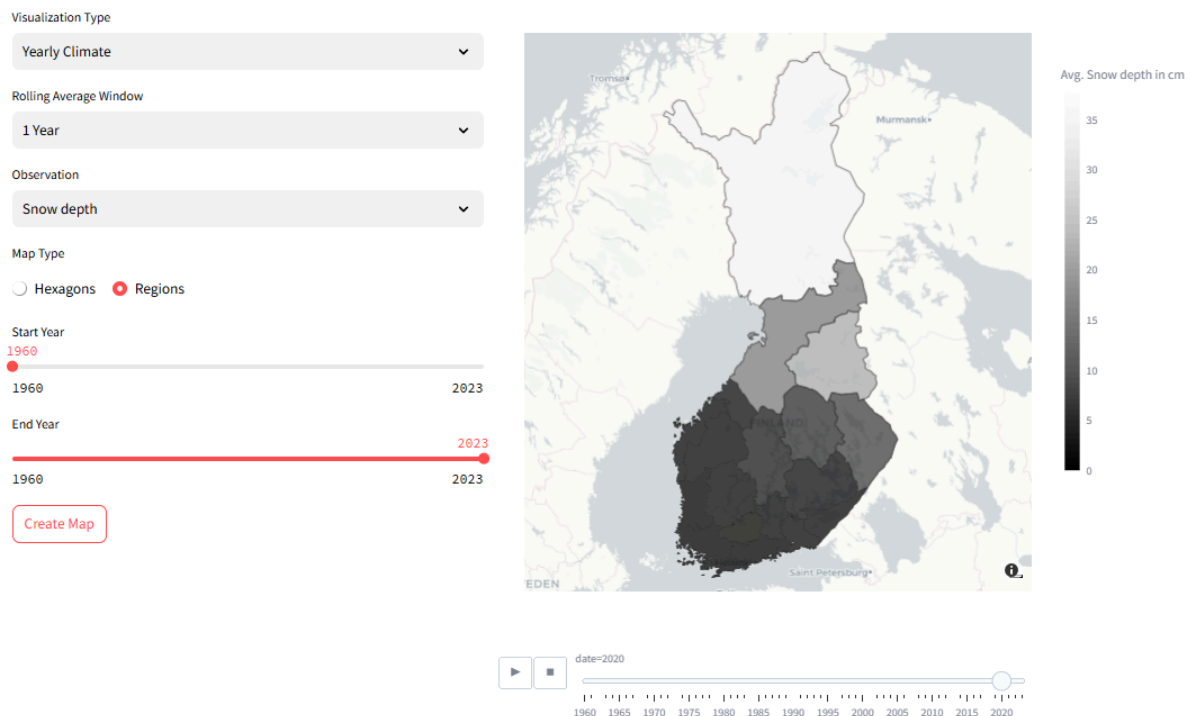 Visualization Type
Yearly Climate
Rolling Average Window
1 Year
Observation
Snow depth
Map Type
Hexagons Regions
Start Year
1960
1960 2023
End Year
2023
1960 2023
Create Map
Tromsø
Murmansk
FINLAND
Saint Petersburg
EDEN
Avg. Snow depth in cm
35
30
25
20
15
10
5
0
date=2020
1960 1965 1970 1975 1980 1985 1990 1995 2000 2005 2010 2015 2020